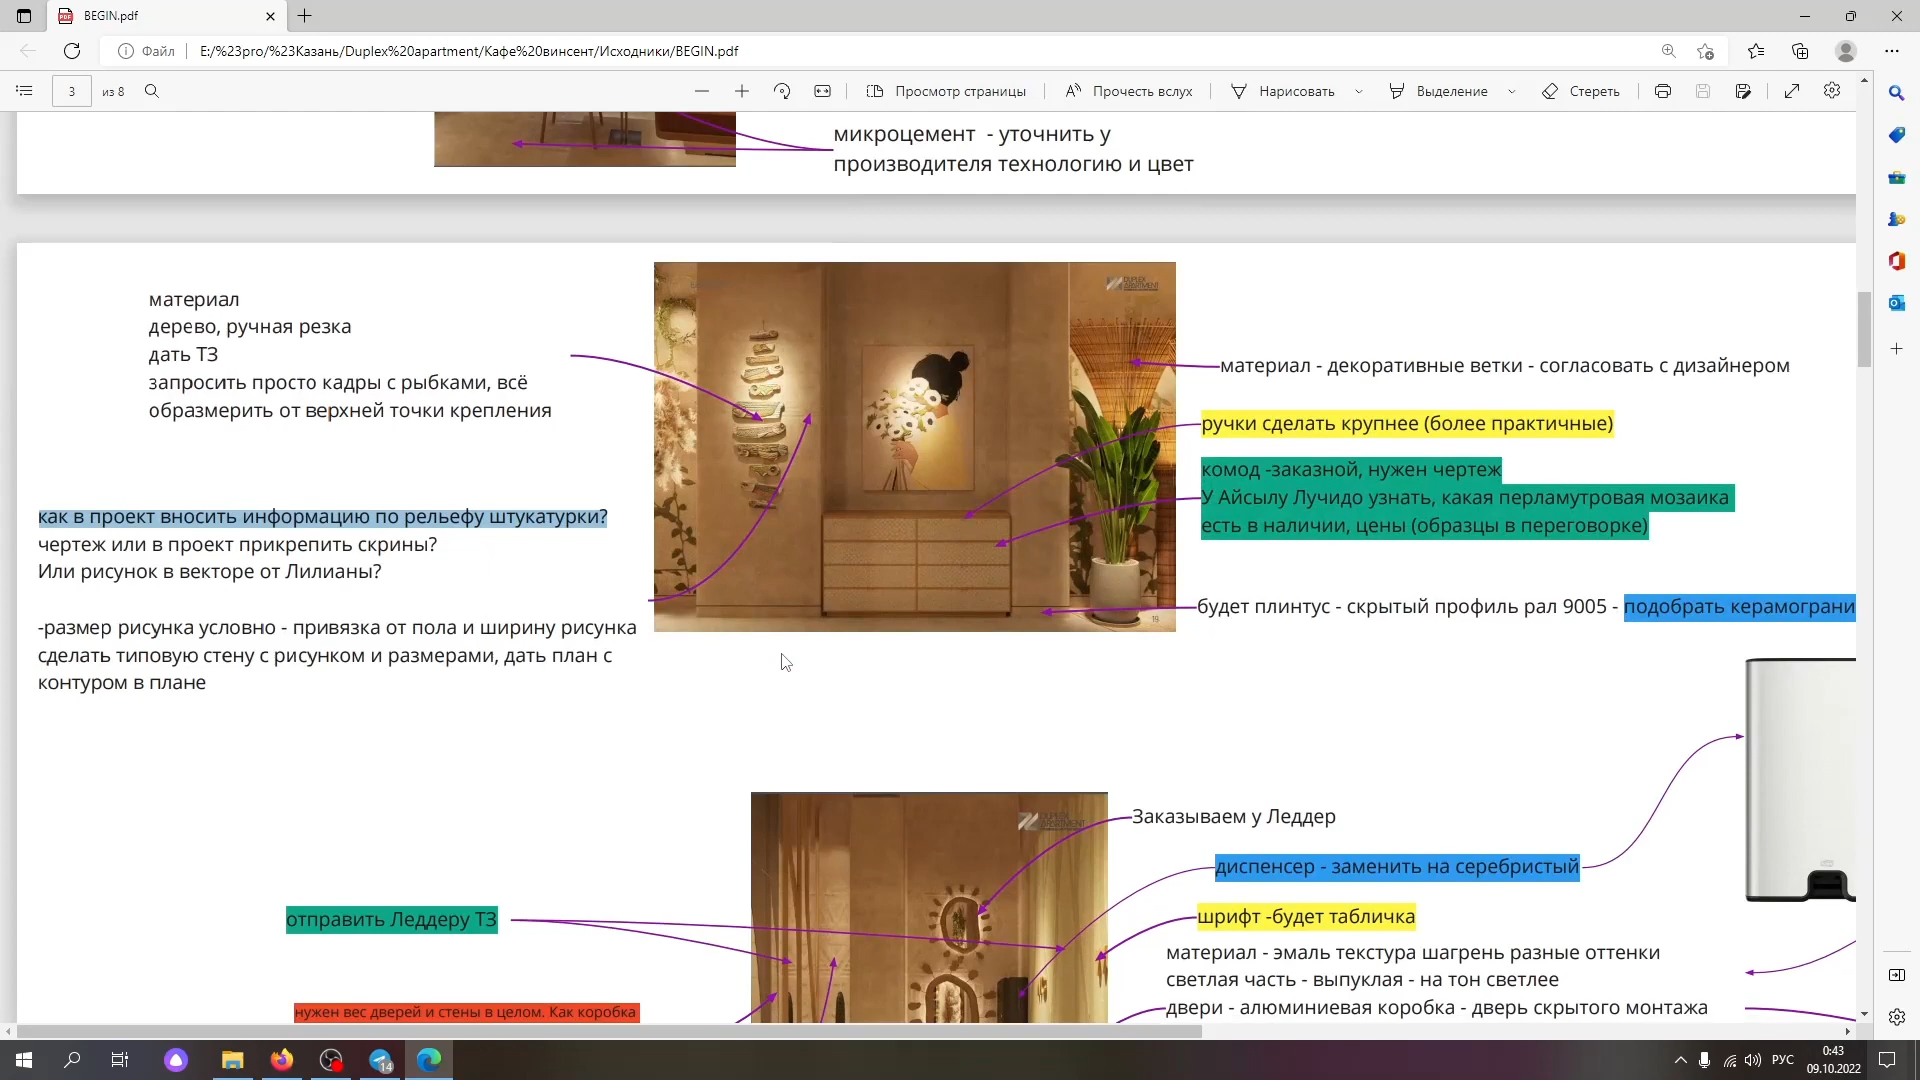 BEGIN.pdf
Файл
E:/%23pro/%23Казань/Duplex%20apartment/Кафе%20винсент/Исходники/BEGIN.pdf
3
из 8
Просмотр страницы
Прочесть вслух
Нарисовать
Выделение
Стереть
микроцемент - уточнить у
производителя технологию и цвет
материал
дерево, ручная резка
дать ТЗ
запросить просто кадры с рыбками, всё
образмерить от верхней точки крепления
DUPLEX
APARTMENT
материал - декоративные ветки - согласовать с дизайнером
ручки сделать крупнее (более практичные)
комод -заказной, нужен чертеж
У Айсылу Лучидо узнать, какая перламутровая мозаика
есть в наличии, цены (образцы в переговорке)
как в проект вносить информацию по рельефу штукатурки?
чертеж или в проект прикрепить скрины?
Или рисунок в векторе от Лилианы?
-размер рисунка условно - привязка от пола и ширину рисунка
сделать типовую стену с рисунком и размерами, дать план с
контуром в плане
будет плинтус - скрытый профиль рал 9005 - подобрать керамограни
19
DUPLEX
APARTMENT
Заказываем у Леддер
диспенсер - заменить на серебристый
шрифт -будет табличка
отправить Леддеру ТЗ
материал - эмаль текстура шагрень разные оттенки
светлая часть - выпуклая - на тон светлее
двери - алюминиевая коробка - дверь скрытого монтажа
нужен вес дверей и стены в целом. Как коробка
14
РУС
0:43
09.10.2022